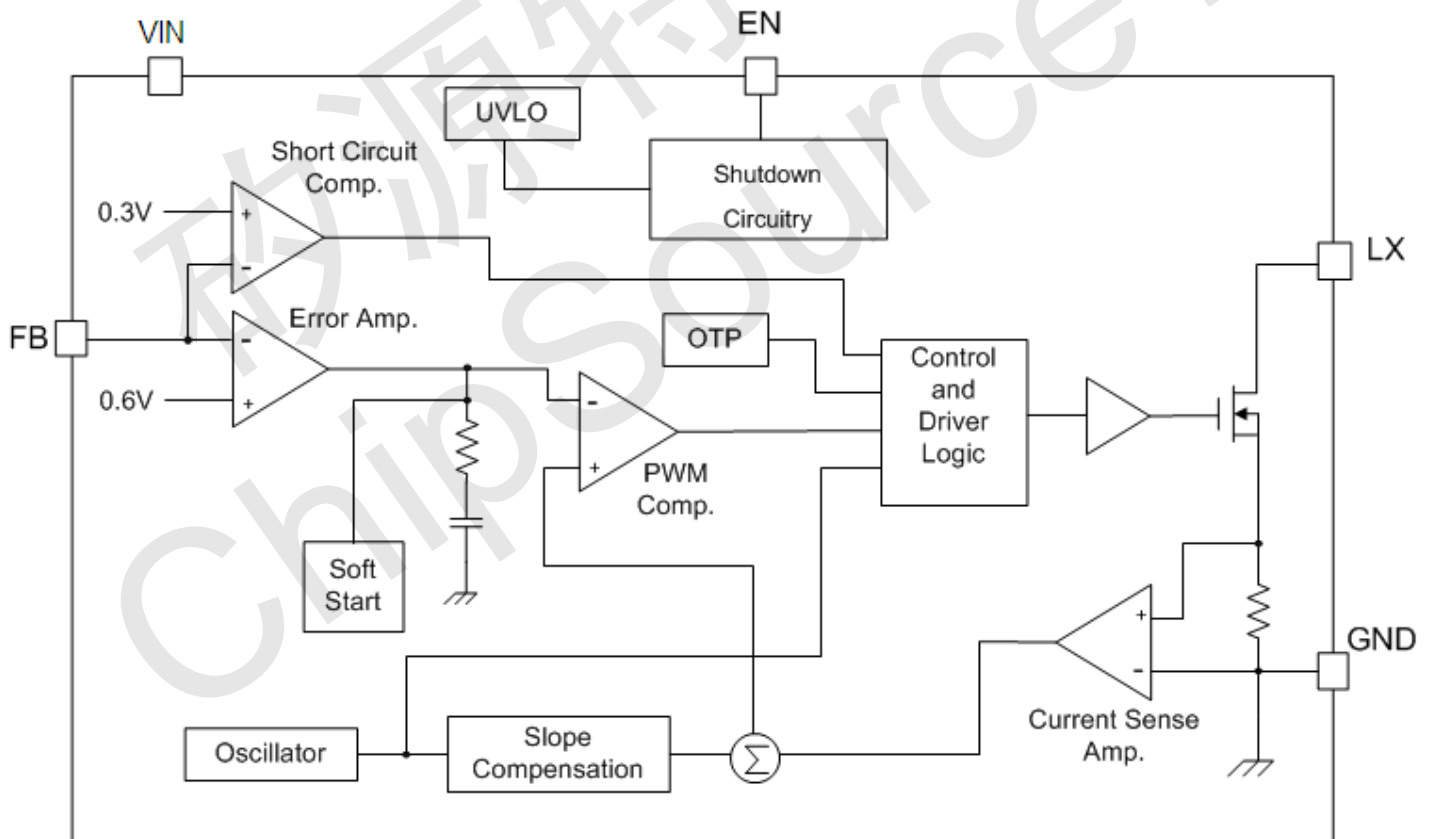 VIN
EN
UVLO
Short Circuit
Comp.
Shutdown
Circuitry
0.3V
+
-
LX
FB
Error Amp.
-
0.6V
+
OTP
Control
and
Driver
Logic
-
+
PWM
Comp.
Soft
Start
+
-
GND
Current Sense
Amp.
Oscillator
Slope
Compensation
Σ
矽源特
ChipSource